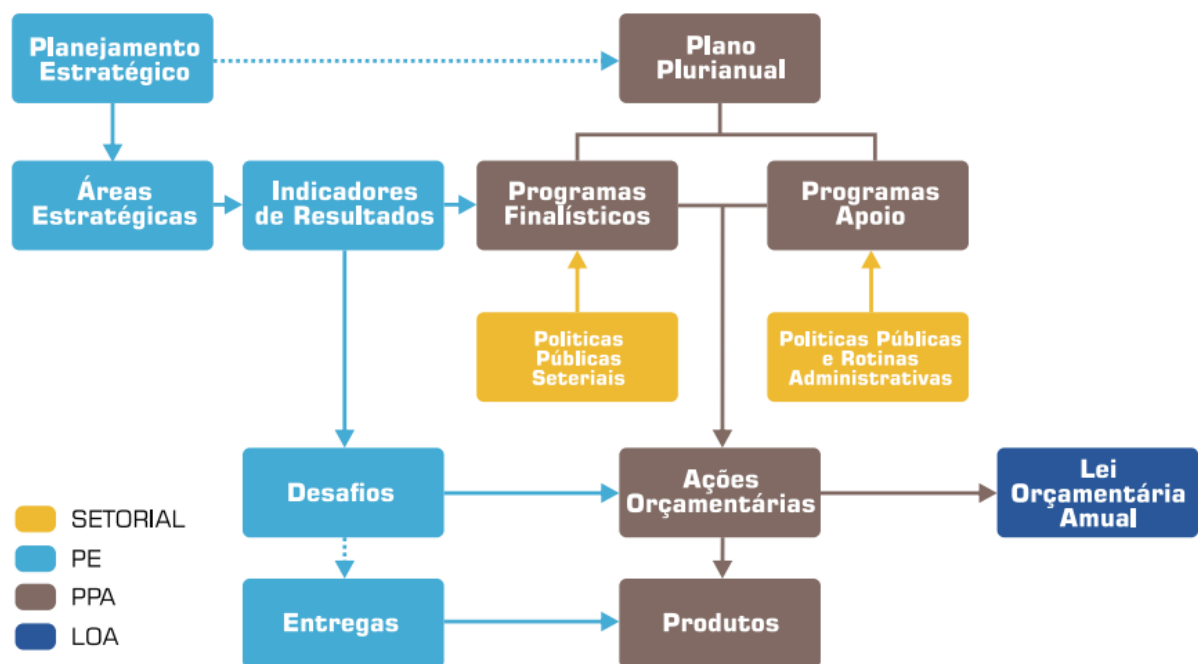 Planejamento
Estratégico
Plano
Plurianual
Áreas
Estratégicas
Indicadores
de Resultados
Programas
Finalísticos
Programas
Apoio
Politicas
Públicas
Seteriais
Politicas Públicas
e Rotinas
Administrativas
Desafios
Ações
Orçamentárias
Lei
Orçamentária
Amual
Entregas
Produtos
SETORIAL
PE
PPA
LOA